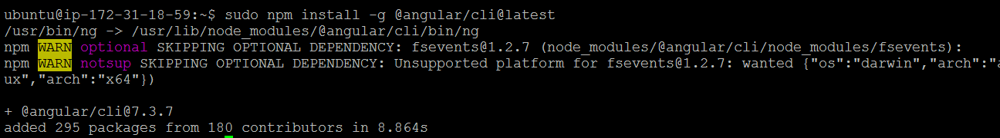 ubuntu@ip-172-31-18-59:~$ sudo npm install -g @angular/cli@latest
/usr/bin/ng -> /usr/lib/node_modules/@angular/cli/bin/ng
npm WARN optional SKIPPING OPTIONAL DEPENDENCY: fsevents@1.2.7 (node_modules/@angular/cli/node_modules/fsevents):
npm WARN notsup SKIPPING OPTIONAL DEPENDENCY: Unsupported platform for fsevents@1.2.7: wanted {"os":"darwin","arch":"
ux","arch":"x64"})
+ @angular/cli@7.3.7
added 295 packages from 180 contributors in 8.864s